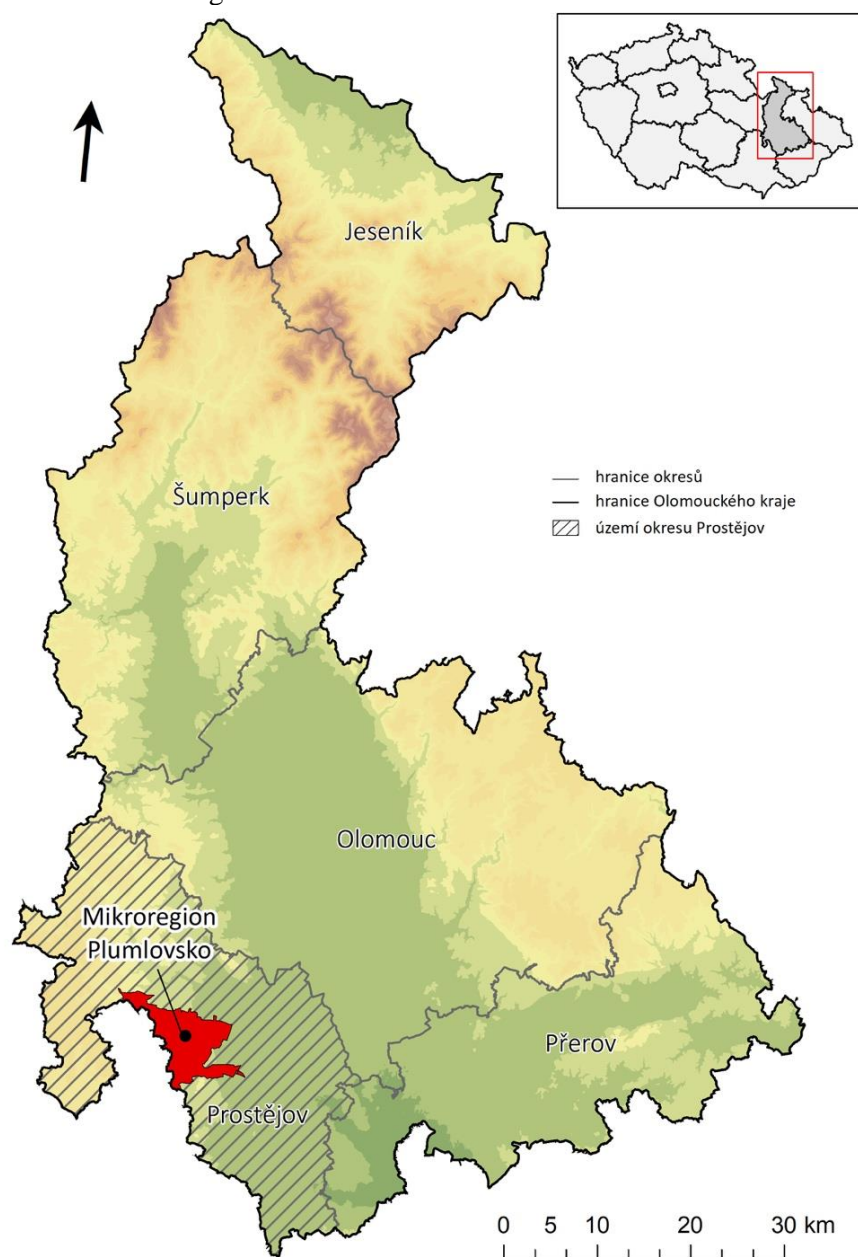 Jeseník
Šumperk
hranice okresů
hranice Olomouckého kraje
území okresu Prostějov
Olomouc
Mikroregion
Plumlovsko
Přerov
Prostějov
0 5 10 20 30 km